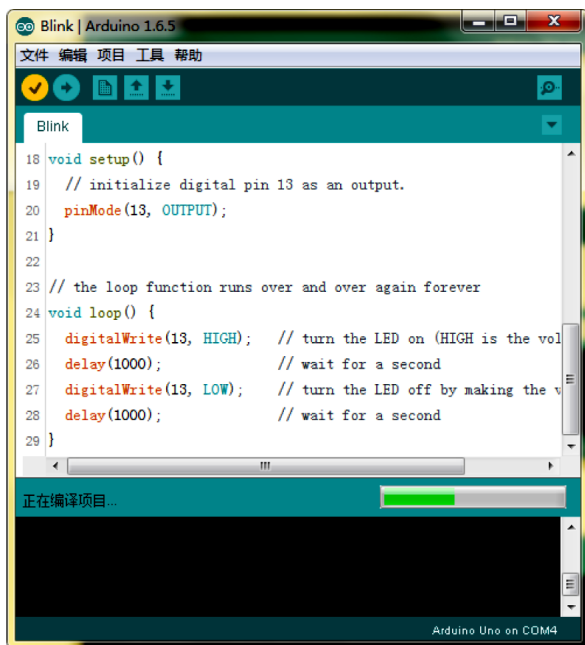 Blink | Arduino 1.6.5
文件 编辑 项目 工具 帮助
Blink
18 void setup() {
19 // initialize digital pin 13 as an output.
20 pinMode(13, OUTPUT);
21 }
22
23 // the loop function runs over and over again forever
24 void loop() {
25 digitalWrite(13, HIGH); // turn the LED on (HIGH is the vol
26 delay(1000); // wait for a second
27 digitalWrite(13, LOW); // turn the LED off by making the v
28 delay(1000); // wait for a second
29 }
正在编译项目...
Arduino Uno on COM4